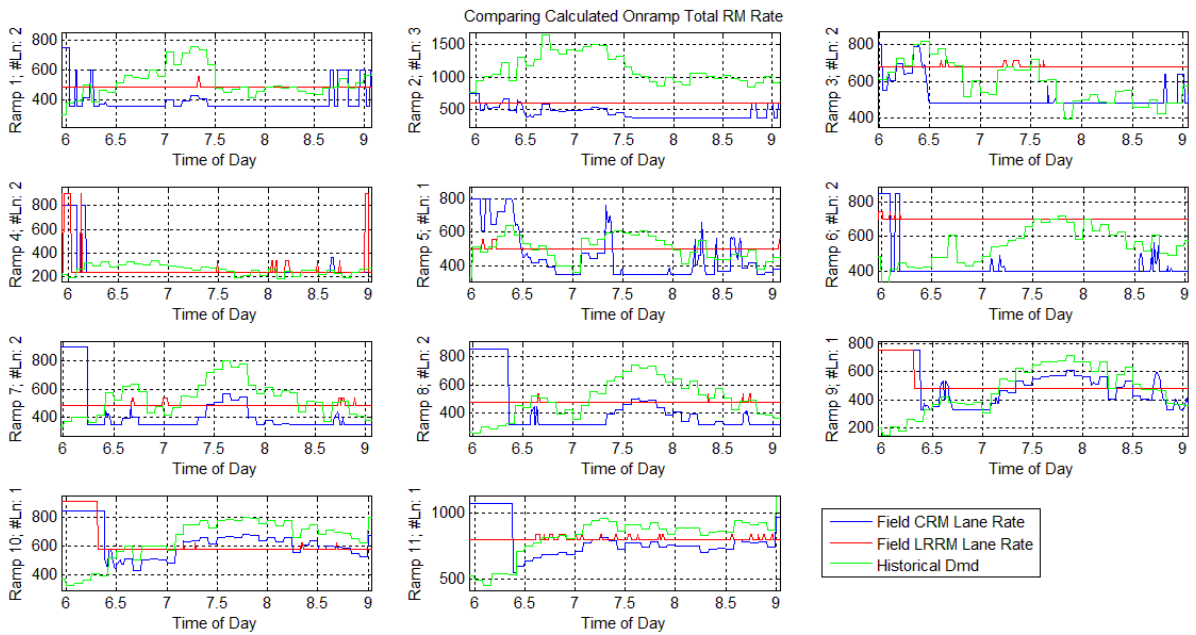 Comparing Calculated Onramp Total RM Rate
Ramp 1; #Ln: 2
800
600
400
6 6.5 7 7.5 8 8.5 9
Time of Day
Ramp 2; #Ln: 3
1500
1000
500
6 6.5 7 7.5 8 8.5 9
Time of Day
Ramp 3; #Ln: 2
800
600
400
6 6.5 7 7.5 8 8.5 9
Time of Day
Ramp 4; #Ln: 2
800
600
400
200
6 6.5 7 7.5 8 8.5 9
Time of Day
Ramp 5; #Ln: 1
800
600
400
6 6.5 7 7.5 8 8.5 9
Time of Day
Ramp 6; #Ln: 2
800
600
400
6 6.5 7 7.5 8 8.5 9
Time of Day
Ramp 7; #Ln: 2
800
600
400
6 6.5 7 7.5 8 8.5 9
Time of Day
Ramp 8; #Ln: 2
800
600
400
6 6.5 7 7.5 8 8.5 9
Time of Day
Ramp 9; #Ln: 1
800
600
400
200
6 6.5 7 7.5 8 8.5 9
Time of Day
Ramp 10; #Ln: 1
800
600
400
6 6.5 7 7.5 8 8.5 9
Time of Day
Ramp 11; #Ln: 1
1000
500
6 6.5 7 7.5 8 8.5 9
Time of Day
Field CRM Lane Rate
Field LRRM Lane Rate
Historical Dmd